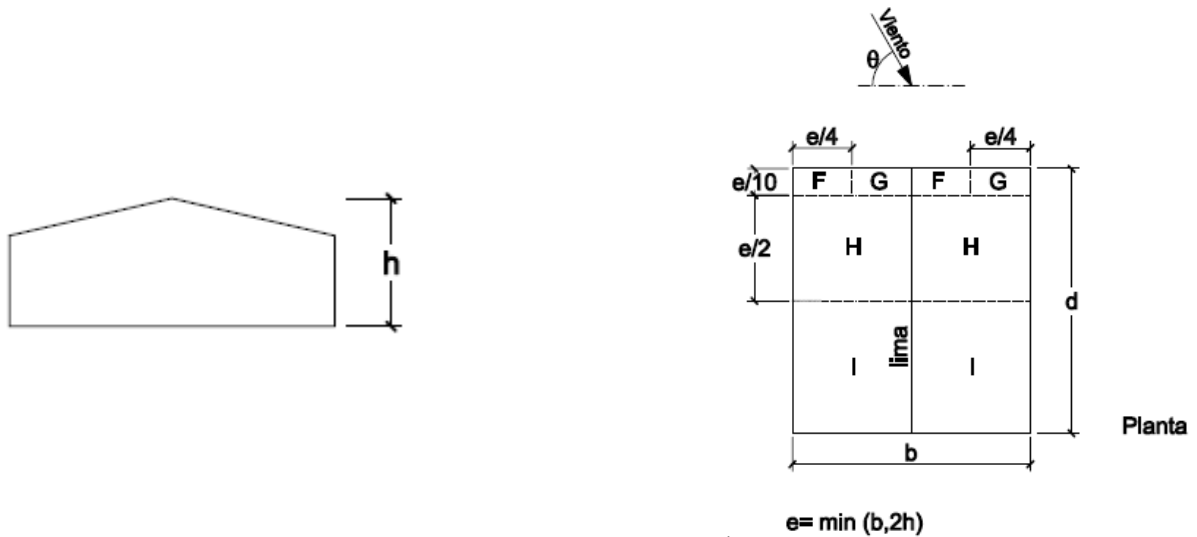 Viento
θ
e/4
e/4
e/10
F G F G
e/2
H H
h
d
lima
I I
Planta
b
e= min (b,2h)